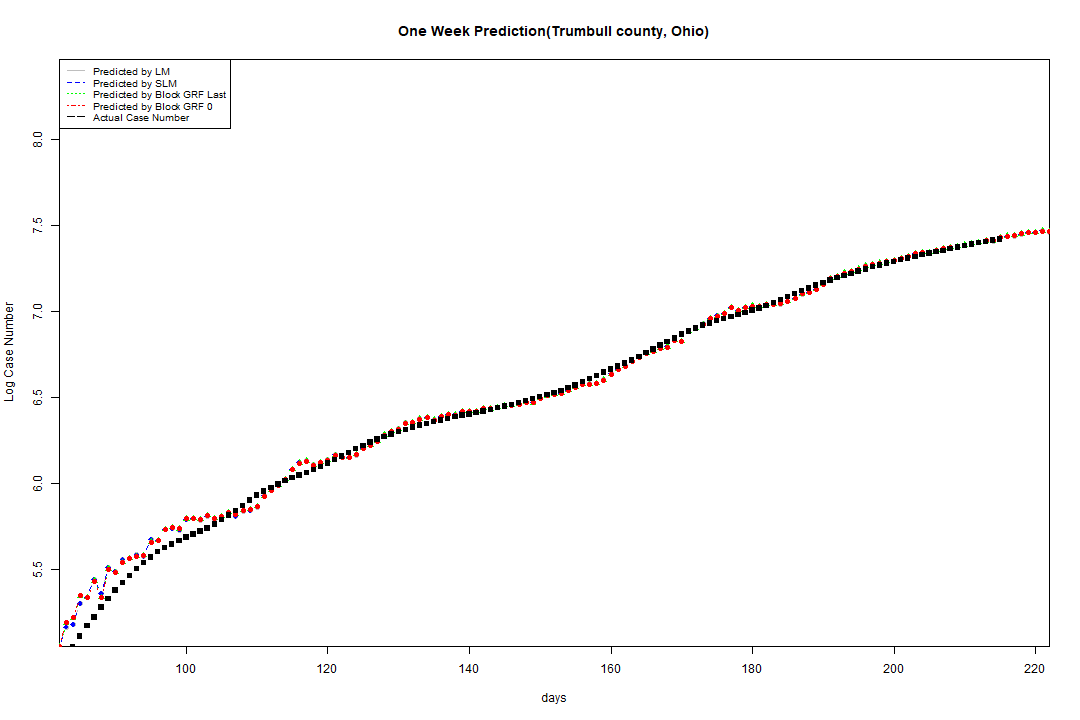 One Week Prediction(Trumbull county, Ohio)
Predicted by LM
Predicted by SLM
Predicted by Block GRF Last
Predicted by Block GRF 0
Actual Case Number
Log Case Number
8.0
7.5
7.0
6.5
6.0
5.5
100 120 140 160 180 200 220
days